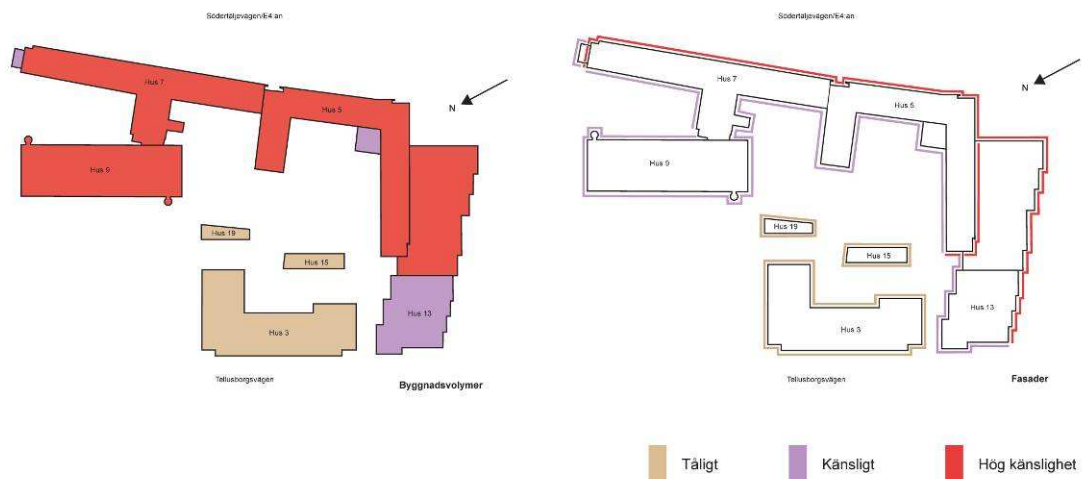 Södertäljevägen/E4:an
Hus 7
Hus 5
N
Hus 9
Hus 19
Hus 15
Hus 3
Hus 13
Tellusborgsvägen
Byggnadsvolymer
Södertäljevägen/E4:an
Hus 7
Hus 5
N
Hus 9
Hus 19
Hus 15
Hus 3
Hus 13
Tellusborgsvägen
Fasader
Tåligt
Känsligt
Hög känslighet